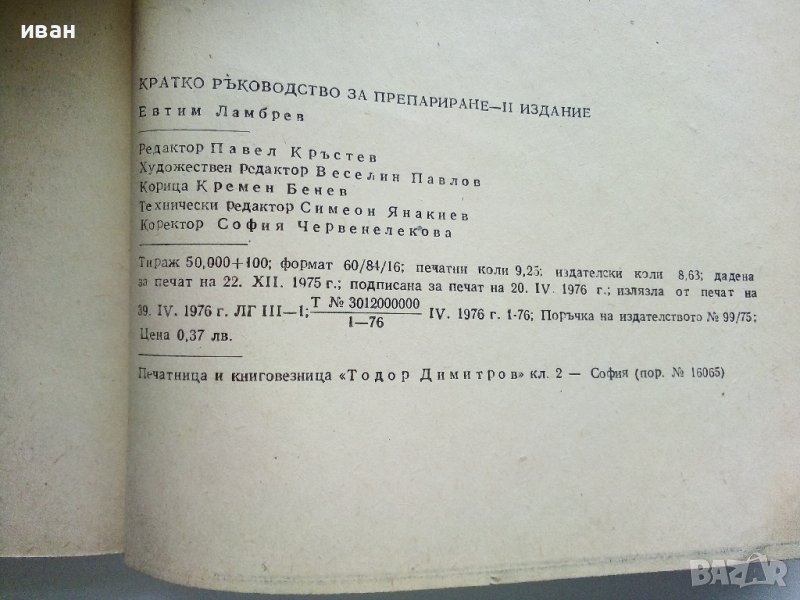 иван
КРАТКО РЪКОВОДСТВО ЗА ПРЕПАРИРАНЕ—II ИЗДАНИЕ
Евтим Ламбрев
Редактор Павел Кръстев
Художествен редактор Веселин Павлов
Корица Кремен Бенев
Технически редактор Симеон Янакиев
Коректор София Червенелекова
Тираж 50,000+100; формат 60/84/16; печатни коли 9,25; издателски коли 8,63; дадена
за печат на 22. XII. 1975 г.; подписана за печат на 20. IV. 1976 г.; излязла от печат на
39. IV. 1976 г. ЛГ III—1; Т № 3012000000 / 1—76 IV. 1976 г. 1-76; Поръчка на издателството № 99/75;
Цена 0,37 лв.
Печатница и книговезница «Тодор Димитров» кл. 2 — София (пор. № 16065)
BAZAR